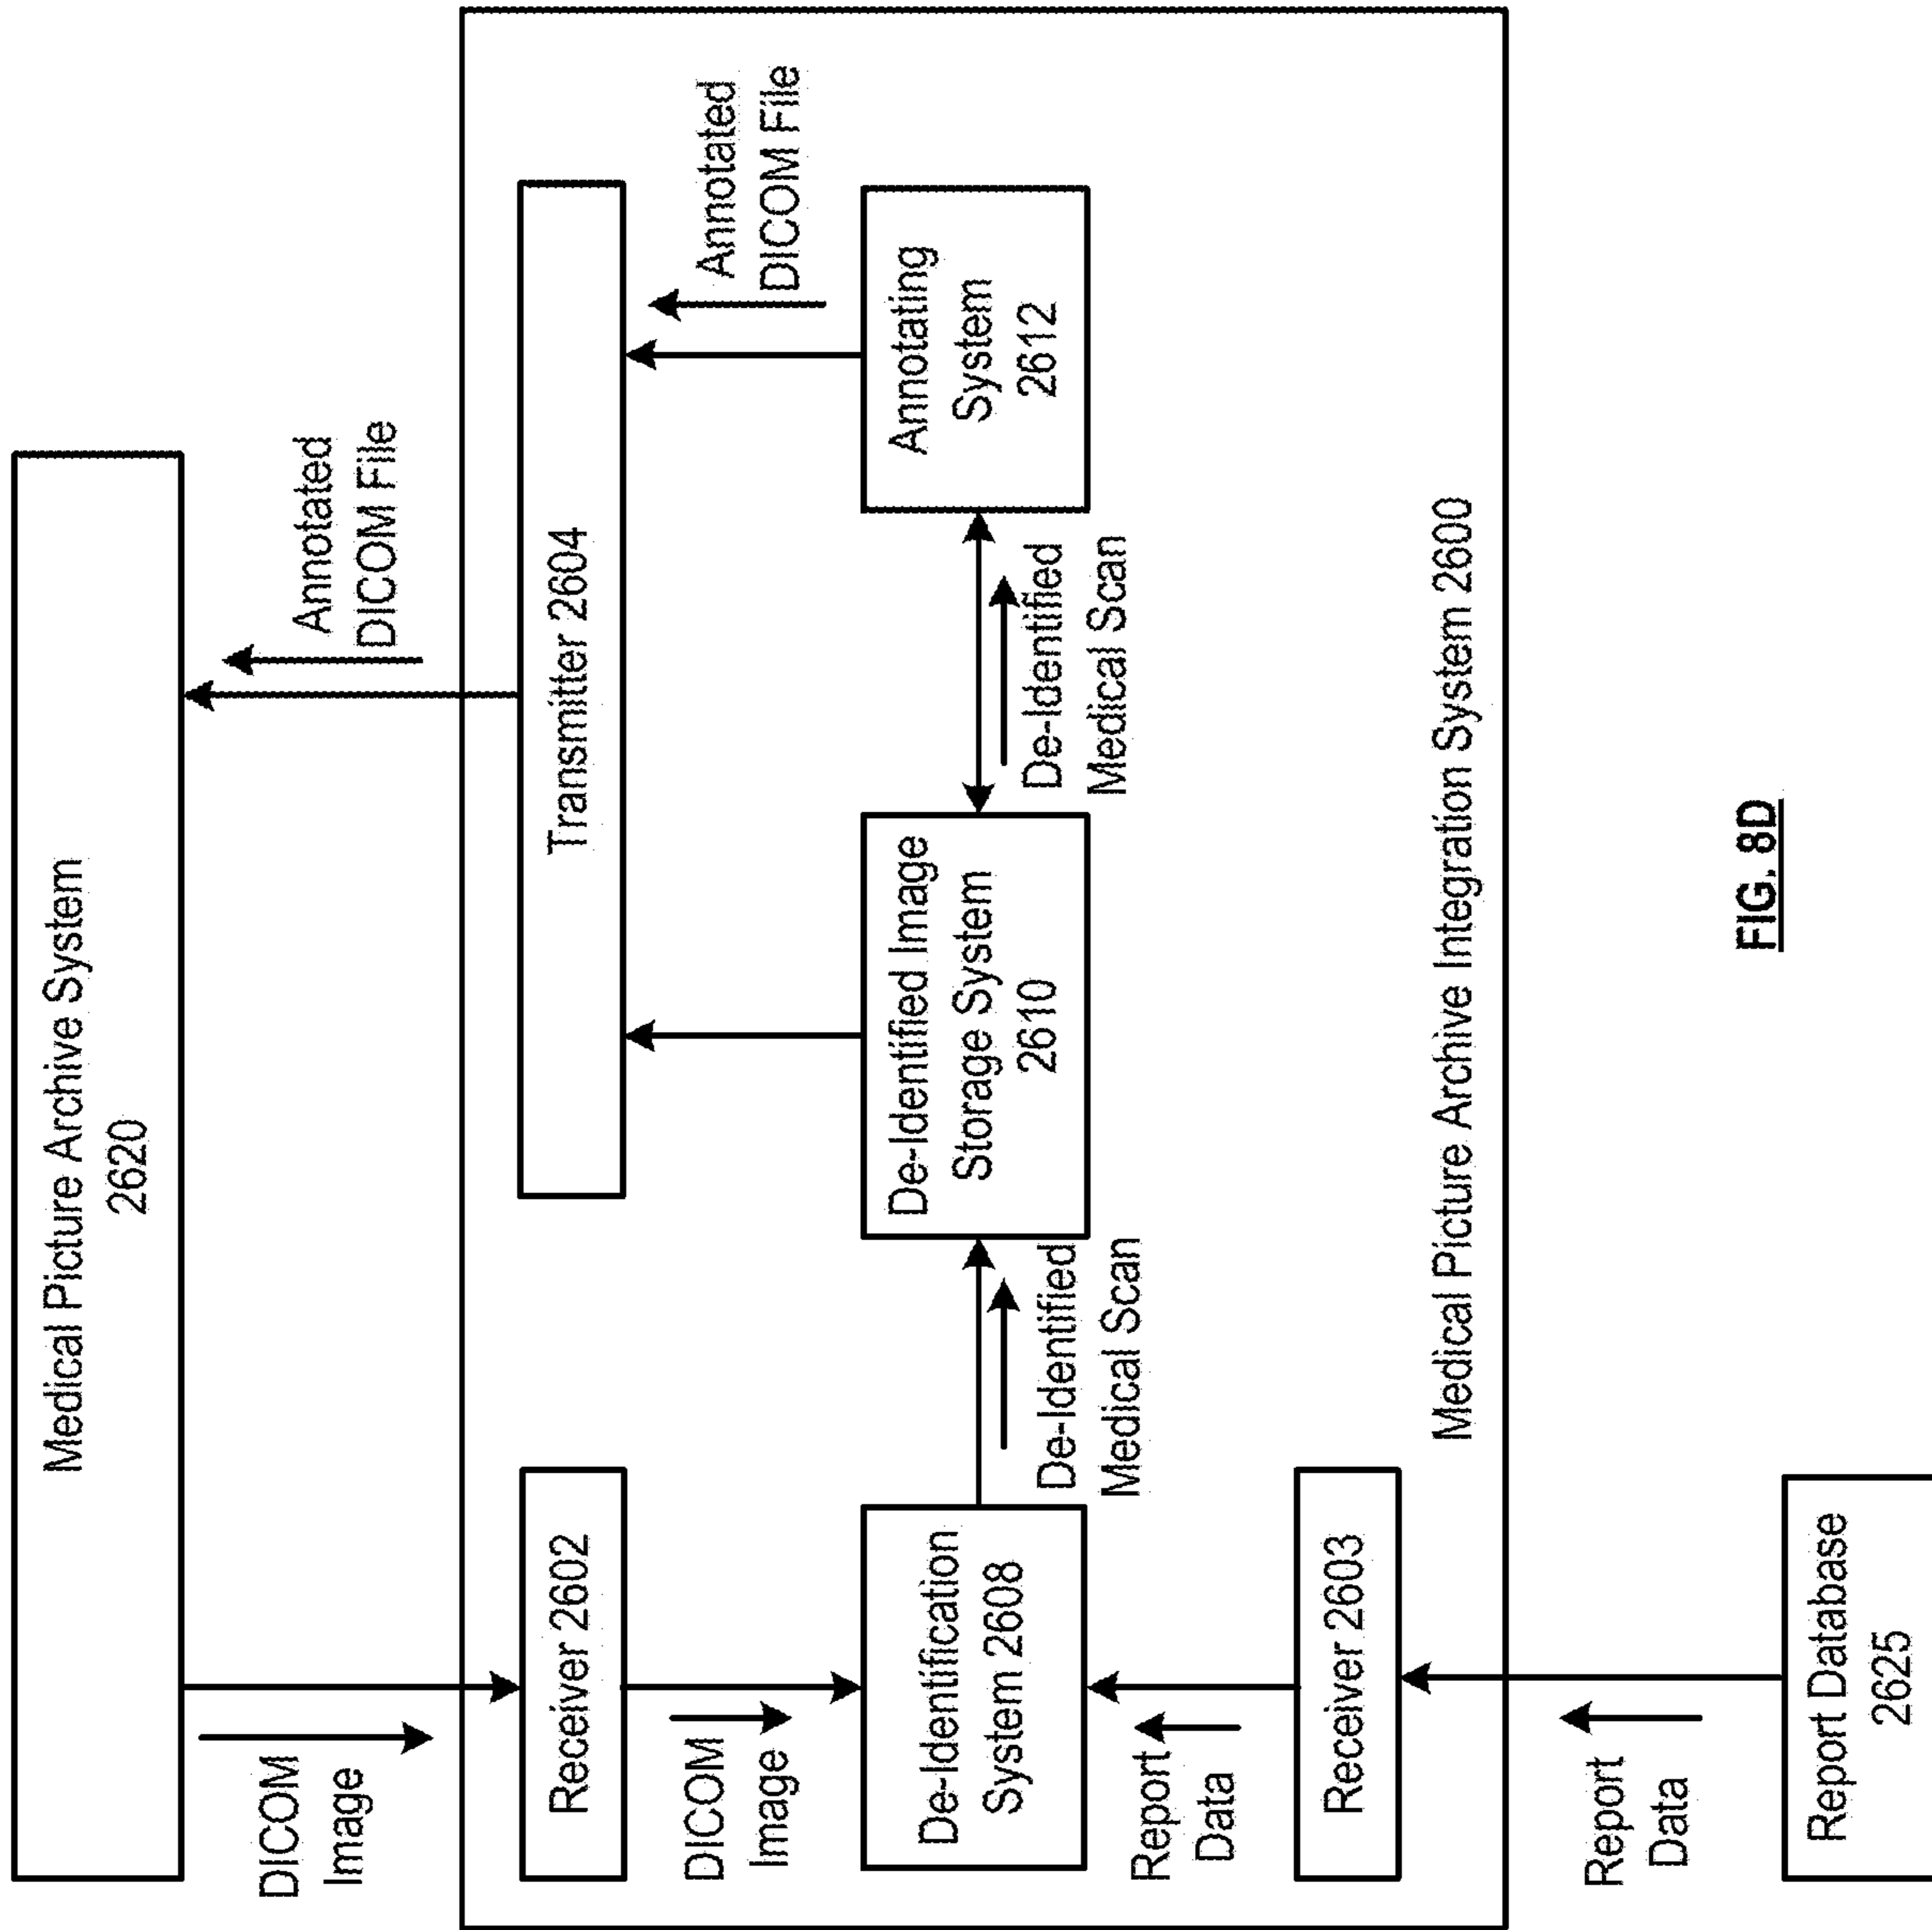 Medical Picture Archive System
2620
DICOM
Image
Annotated
DICOM File
Receiver 2602
Transmitter 2604
DICOM
Image
Annotated
DICOM File
De-Identification
System 2608
De-Identified Image
Storage System
2610
Annotating
System
2612
De-Identified
Medical Scan
De-Identified
Medical Scan
Report
Data
Receiver 2603
Medical Picture Archive Integration System 2600
Report
Data
Report Database
2625
FIG. 8D